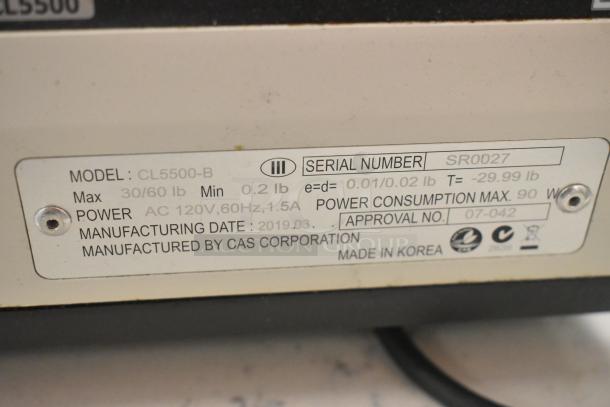 CL5500
MODEL : CL5500-B III SERIAL NUMBER SR0027
Max 30/60 lb Min 0.2 lb e=d= 0.01/0.02 lb T= -29.99 lb
POWER AC 120V,60Hz,1.5A POWER CONSUMPTION MAX. 90 W
MANUFACTURING DATE : 2019.03. . APPROVAL NO. 07-042
MANUFACTURED BY CAS CORPORATION
MADE IN KOREA
GROUP